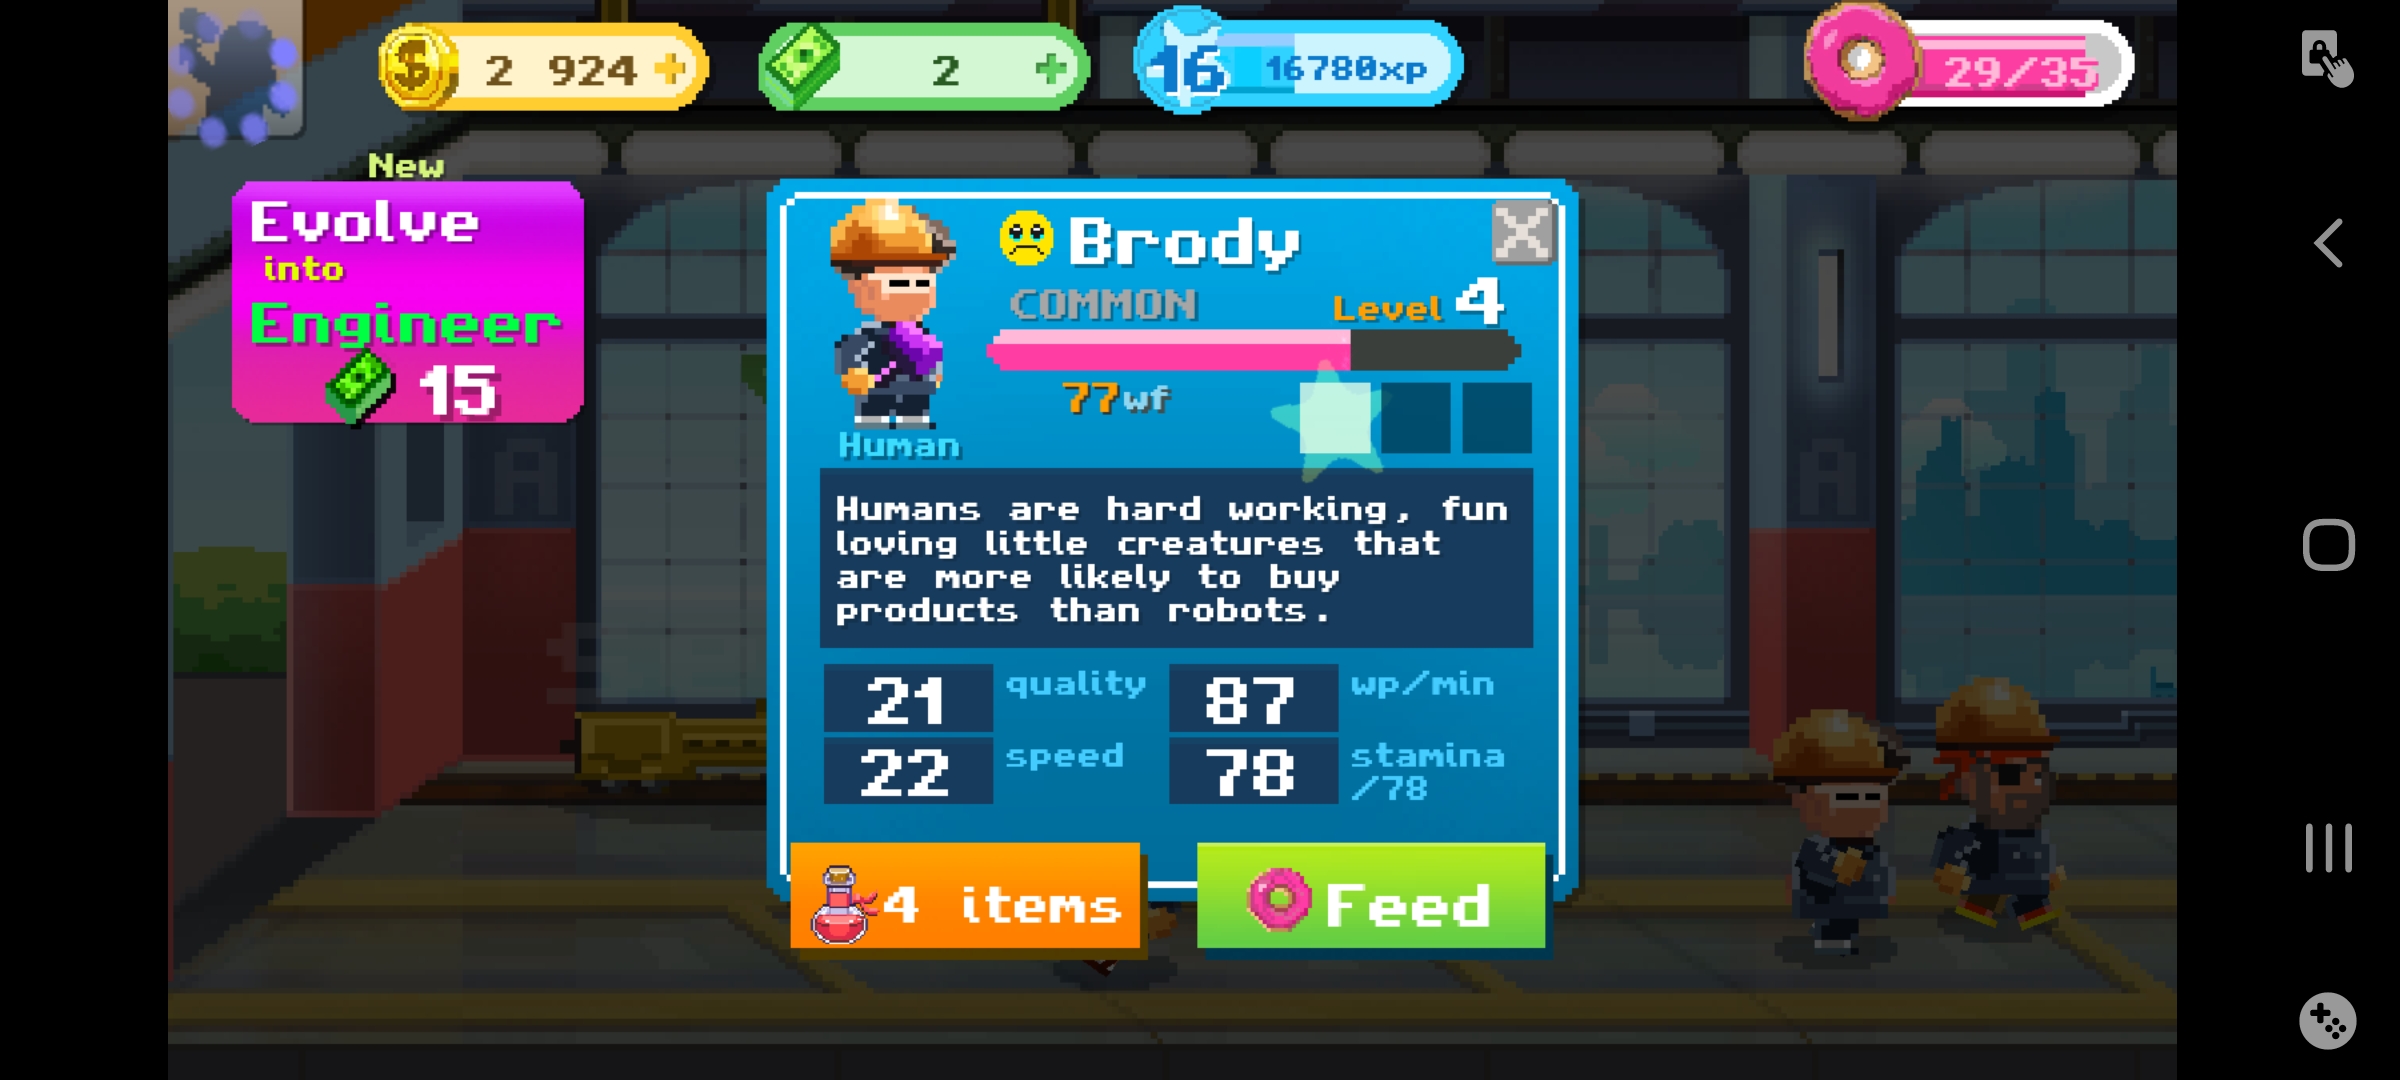 2 924
2
16
16780xp
29/35
New
Evolve
into
Engineer
15
Brody
COMMON
Level 4
77wf
Human
Humans are hard working, fun
loving little creatures that
are more likely to buy
products than robots.
21 quality
87 wp/min
22 speed
78 stamina
/78
4 items
Feed
A
A